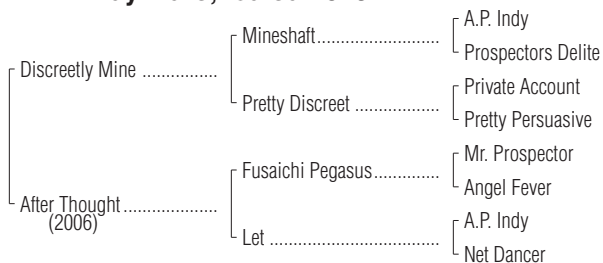 Mineshaft........................ A.P. Indy
Prospectors Delite
Discreetly Mine ...............
Pretty Discreet ................ Private Account
Pretty Persuasive
Fusaichi Pegasus............. Mr. Prospector
Angel Fever
After Thought..................
(2006)
Let ................................. A.P. Indy
Net Dancer